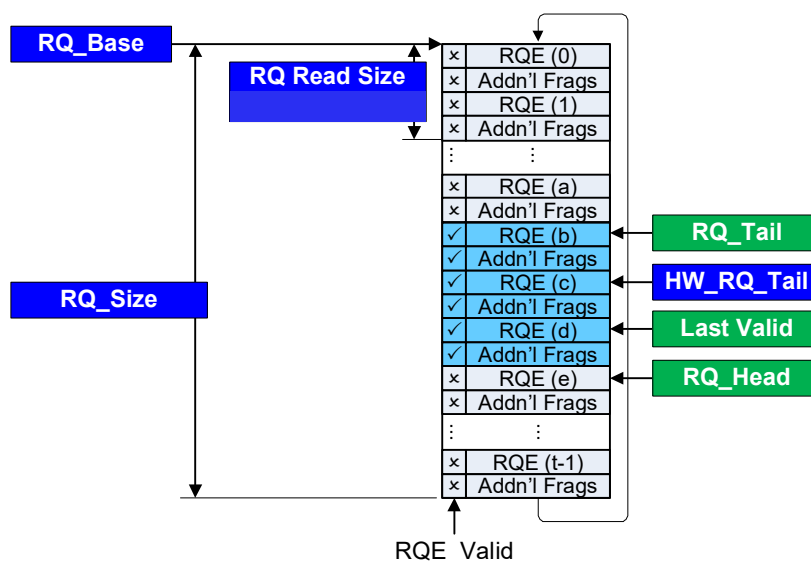 RQ_Base
RQ Read Size
RQ_Size
× RQE (0)
× Addn'l Frags
× RQE (1)
× Addn'l Frags
⋮ ⋮
× RQE (a)
× Addn'l Frags
✓ RQE (b)
✓ Addn'l Frags
✓ RQE (c)
✓ Addn'l Frags
✓ RQE (d)
✓ Addn'l Frags
× RQE (e)
× Addn'l Frags
⋮ ⋮
× RQE (t-1)
× Addn'l Frags
RQ_Tail
HW_RQ_Tail
Last Valid
RQ_Head
RQE Valid